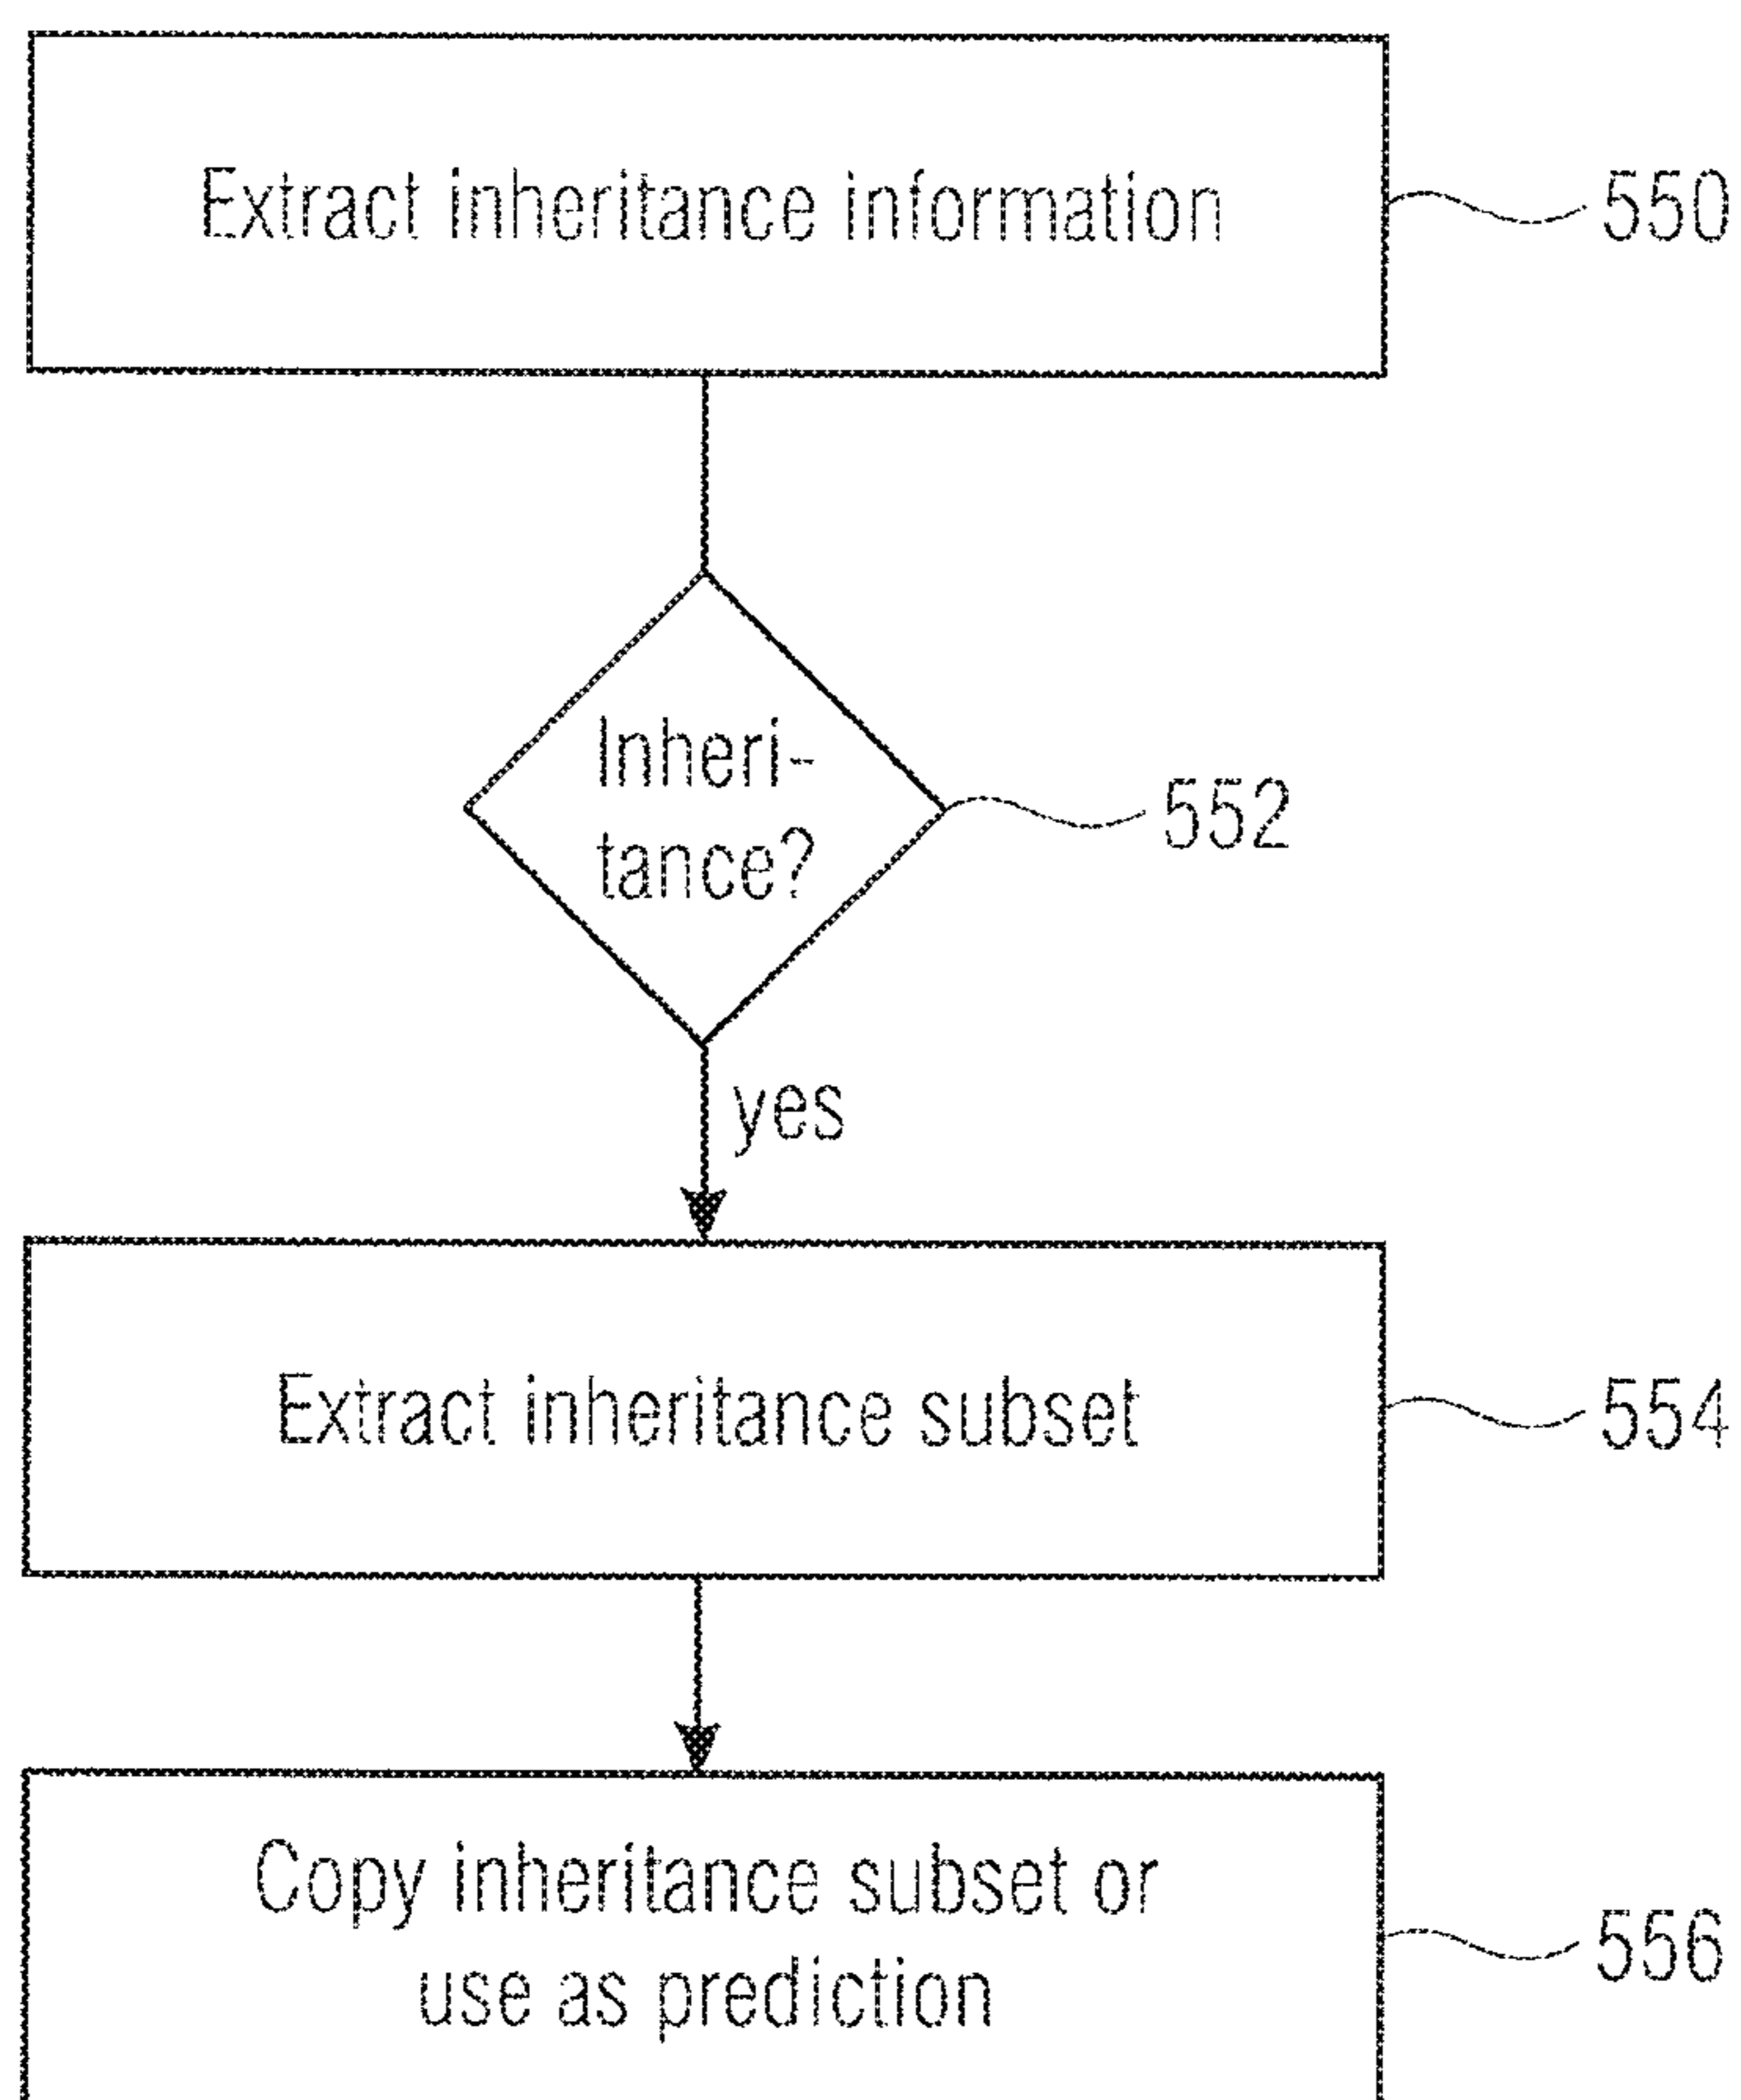 Extract inheritance information
550
Inheri-
tance?
552
yes
Extract inheritance subset
554
Copy inheritance subset or
use as prediction
556